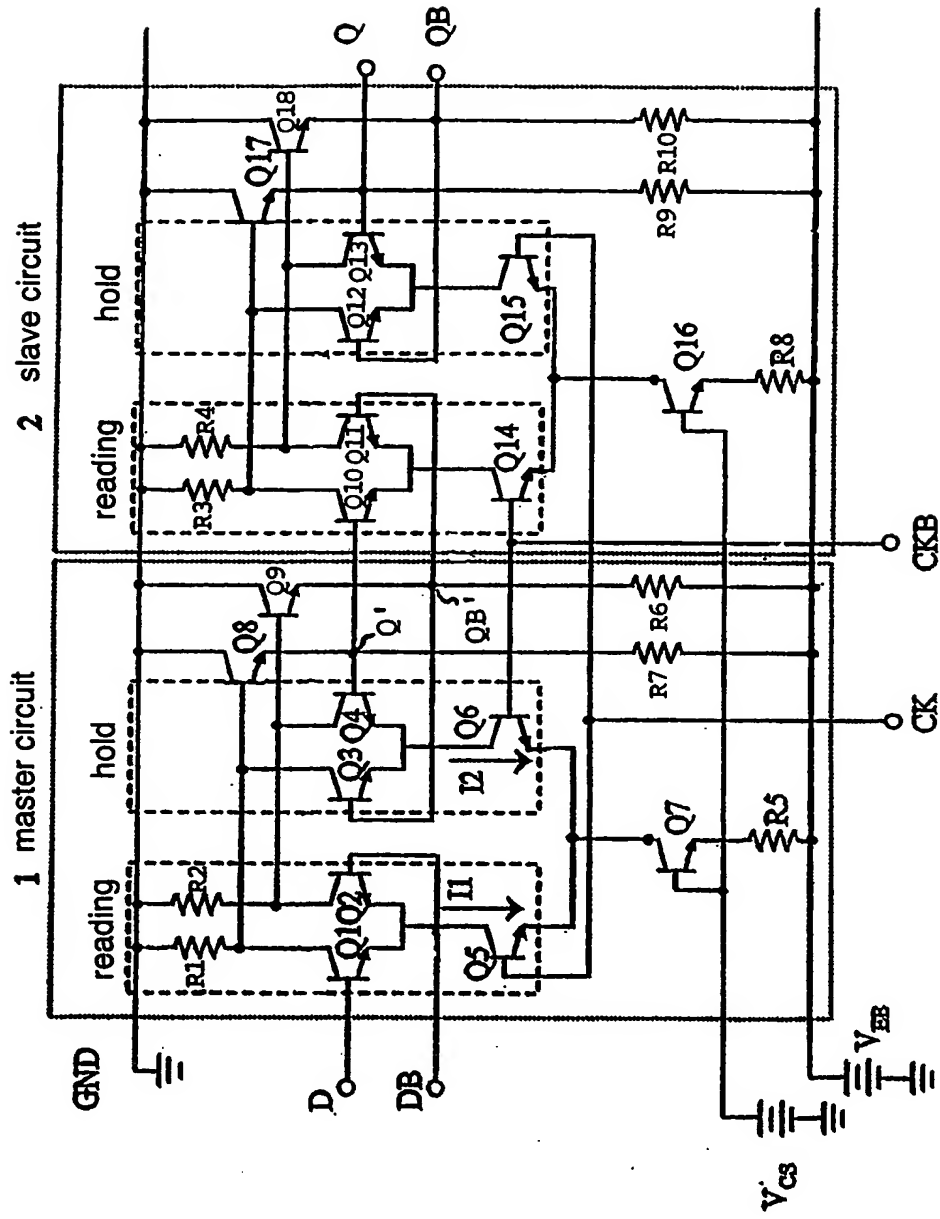 1 master circuit
2 slave circuit
reading
hold
reading
hold
GND
R1
R2
R3
R4
Q8
Q9
Q17
Q18
D
DB
Q1
Q2
Q3
Q4
Q'
QB'
Q10
Q11
Q12
Q13
Q
QB
Q5
I1
I2
Q6
Q14
Q15
Q7
R5
R7
R6
Q16
R8
R9
R10
CK
CKB
VCS
VEE